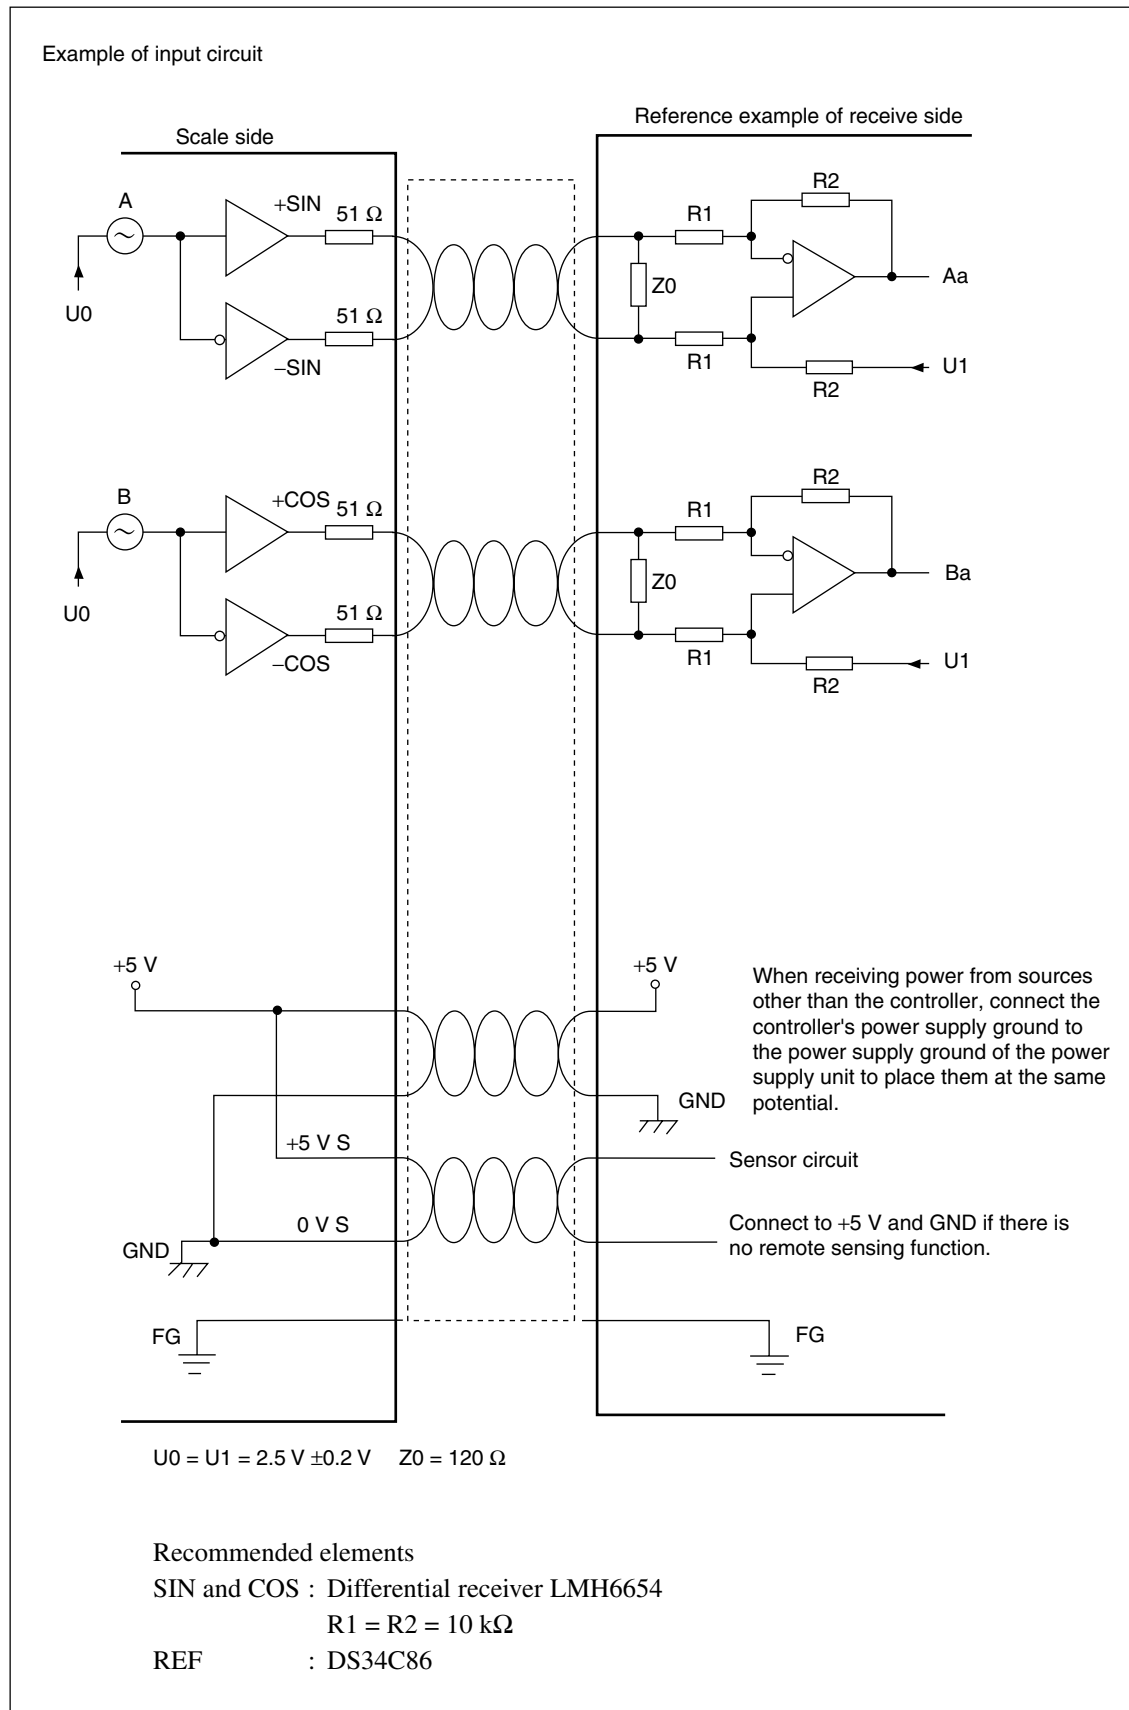 Example of input circuit
Scale side
Reference example of receive side
A
+SIN
51 Ω
R1
R2
Z0
Aa
U0
51 Ω
−SIN
R1
R2
U1
B
+COS
51 Ω
R1
R2
Z0
Ba
U0
51 Ω
−COS
R1
R2
U1
+5 V
+5 V
When receiving power from sources
other than the controller, connect the
controller's power supply ground to
the power supply ground of the power
supply unit to place them at the same
potential.
GND
+5 V S
Sensor circuit
0 V S
Connect to +5 V and GND if there is
no remote sensing function.
GND
FG
FG
U0 = U1 = 2.5 V ±0.2 V Z0 = 120 Ω
Recommended elements
SIN and COS : Differential receiver LMH6654
R1 = R2 = 10 kΩ
REF : DS34C86